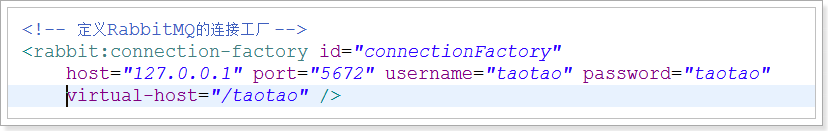 <!-- 定义RabbitMQ的连接工厂 -->
<rabbit:connection-factory id="connectionFactory"
host="127.0.0.1" port="5672" username="taotao" password="taotao"
virtual-host="/taotao" />